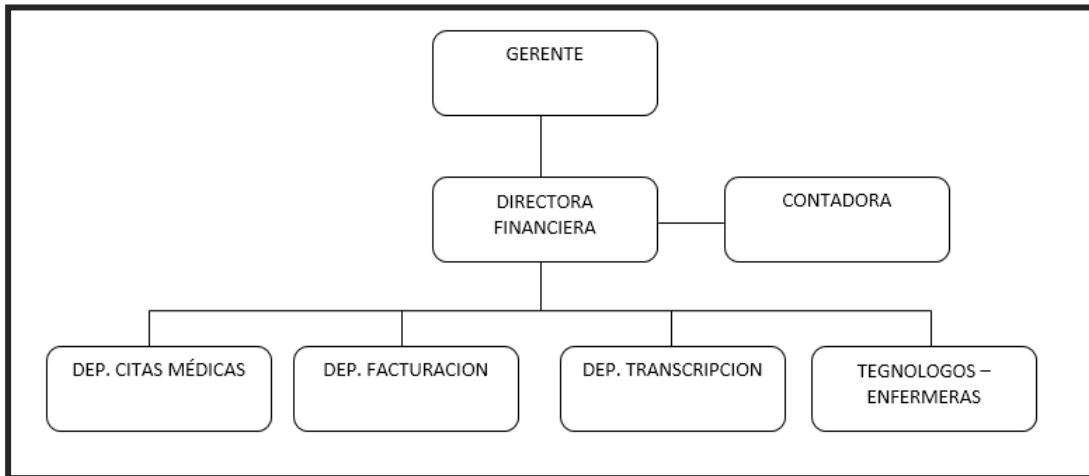 GERENTE
DIRECTORA
FINANCIERA
CONTADORA
DEP. CITAS MÉDICAS
DEP. FACTURACION
DEP. TRANSCRIPCION
TEGNOLOGOS –
ENFERMERAS